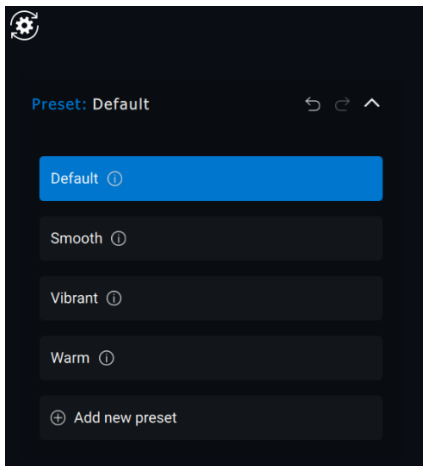 Preset: Default
Default
Smooth
Vibrant
Warm
Add new preset